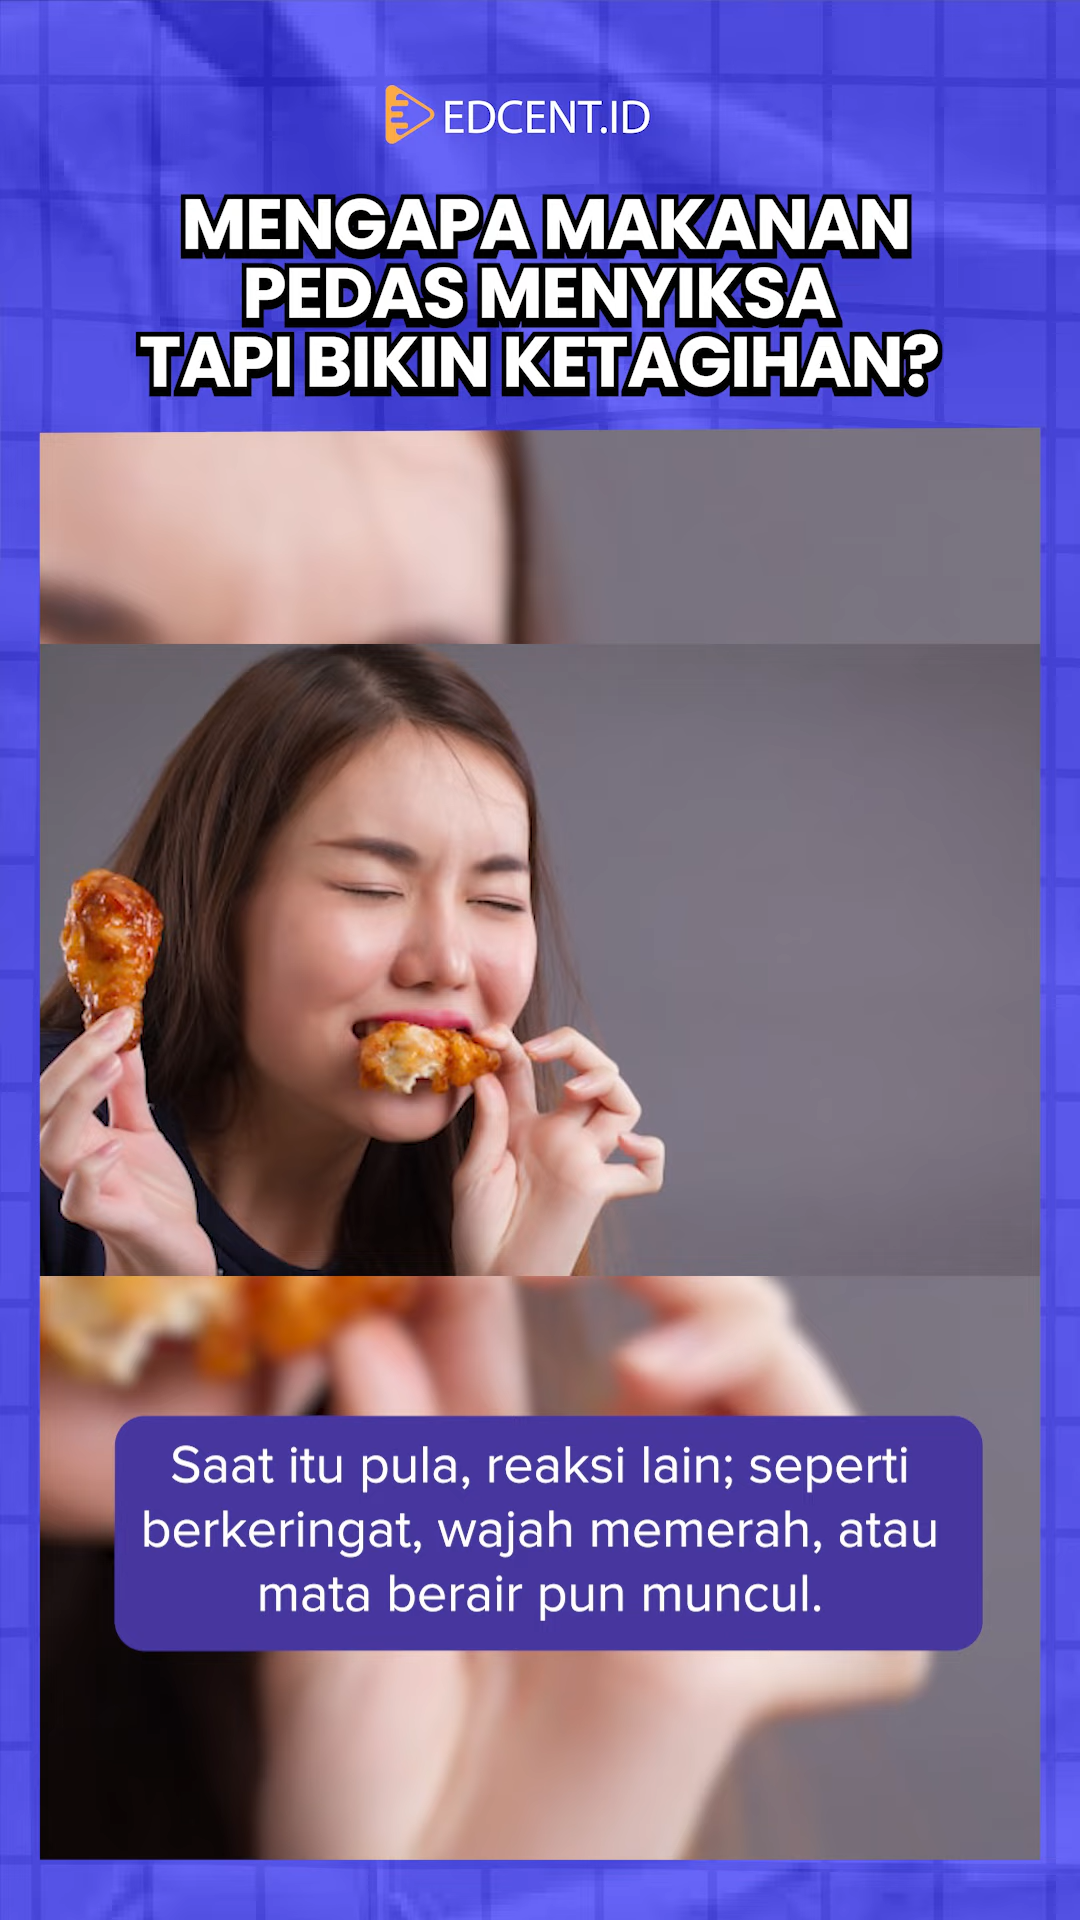 EDCENT.ID
MENGAPA MAKANAN
PEDAS MENYIKSA
TAPI BIKIN KETAGIHAN?
Saat itu pula, reaksi lain; seperti
berkeringat, wajah memerah, atau
mata berair pun muncul.